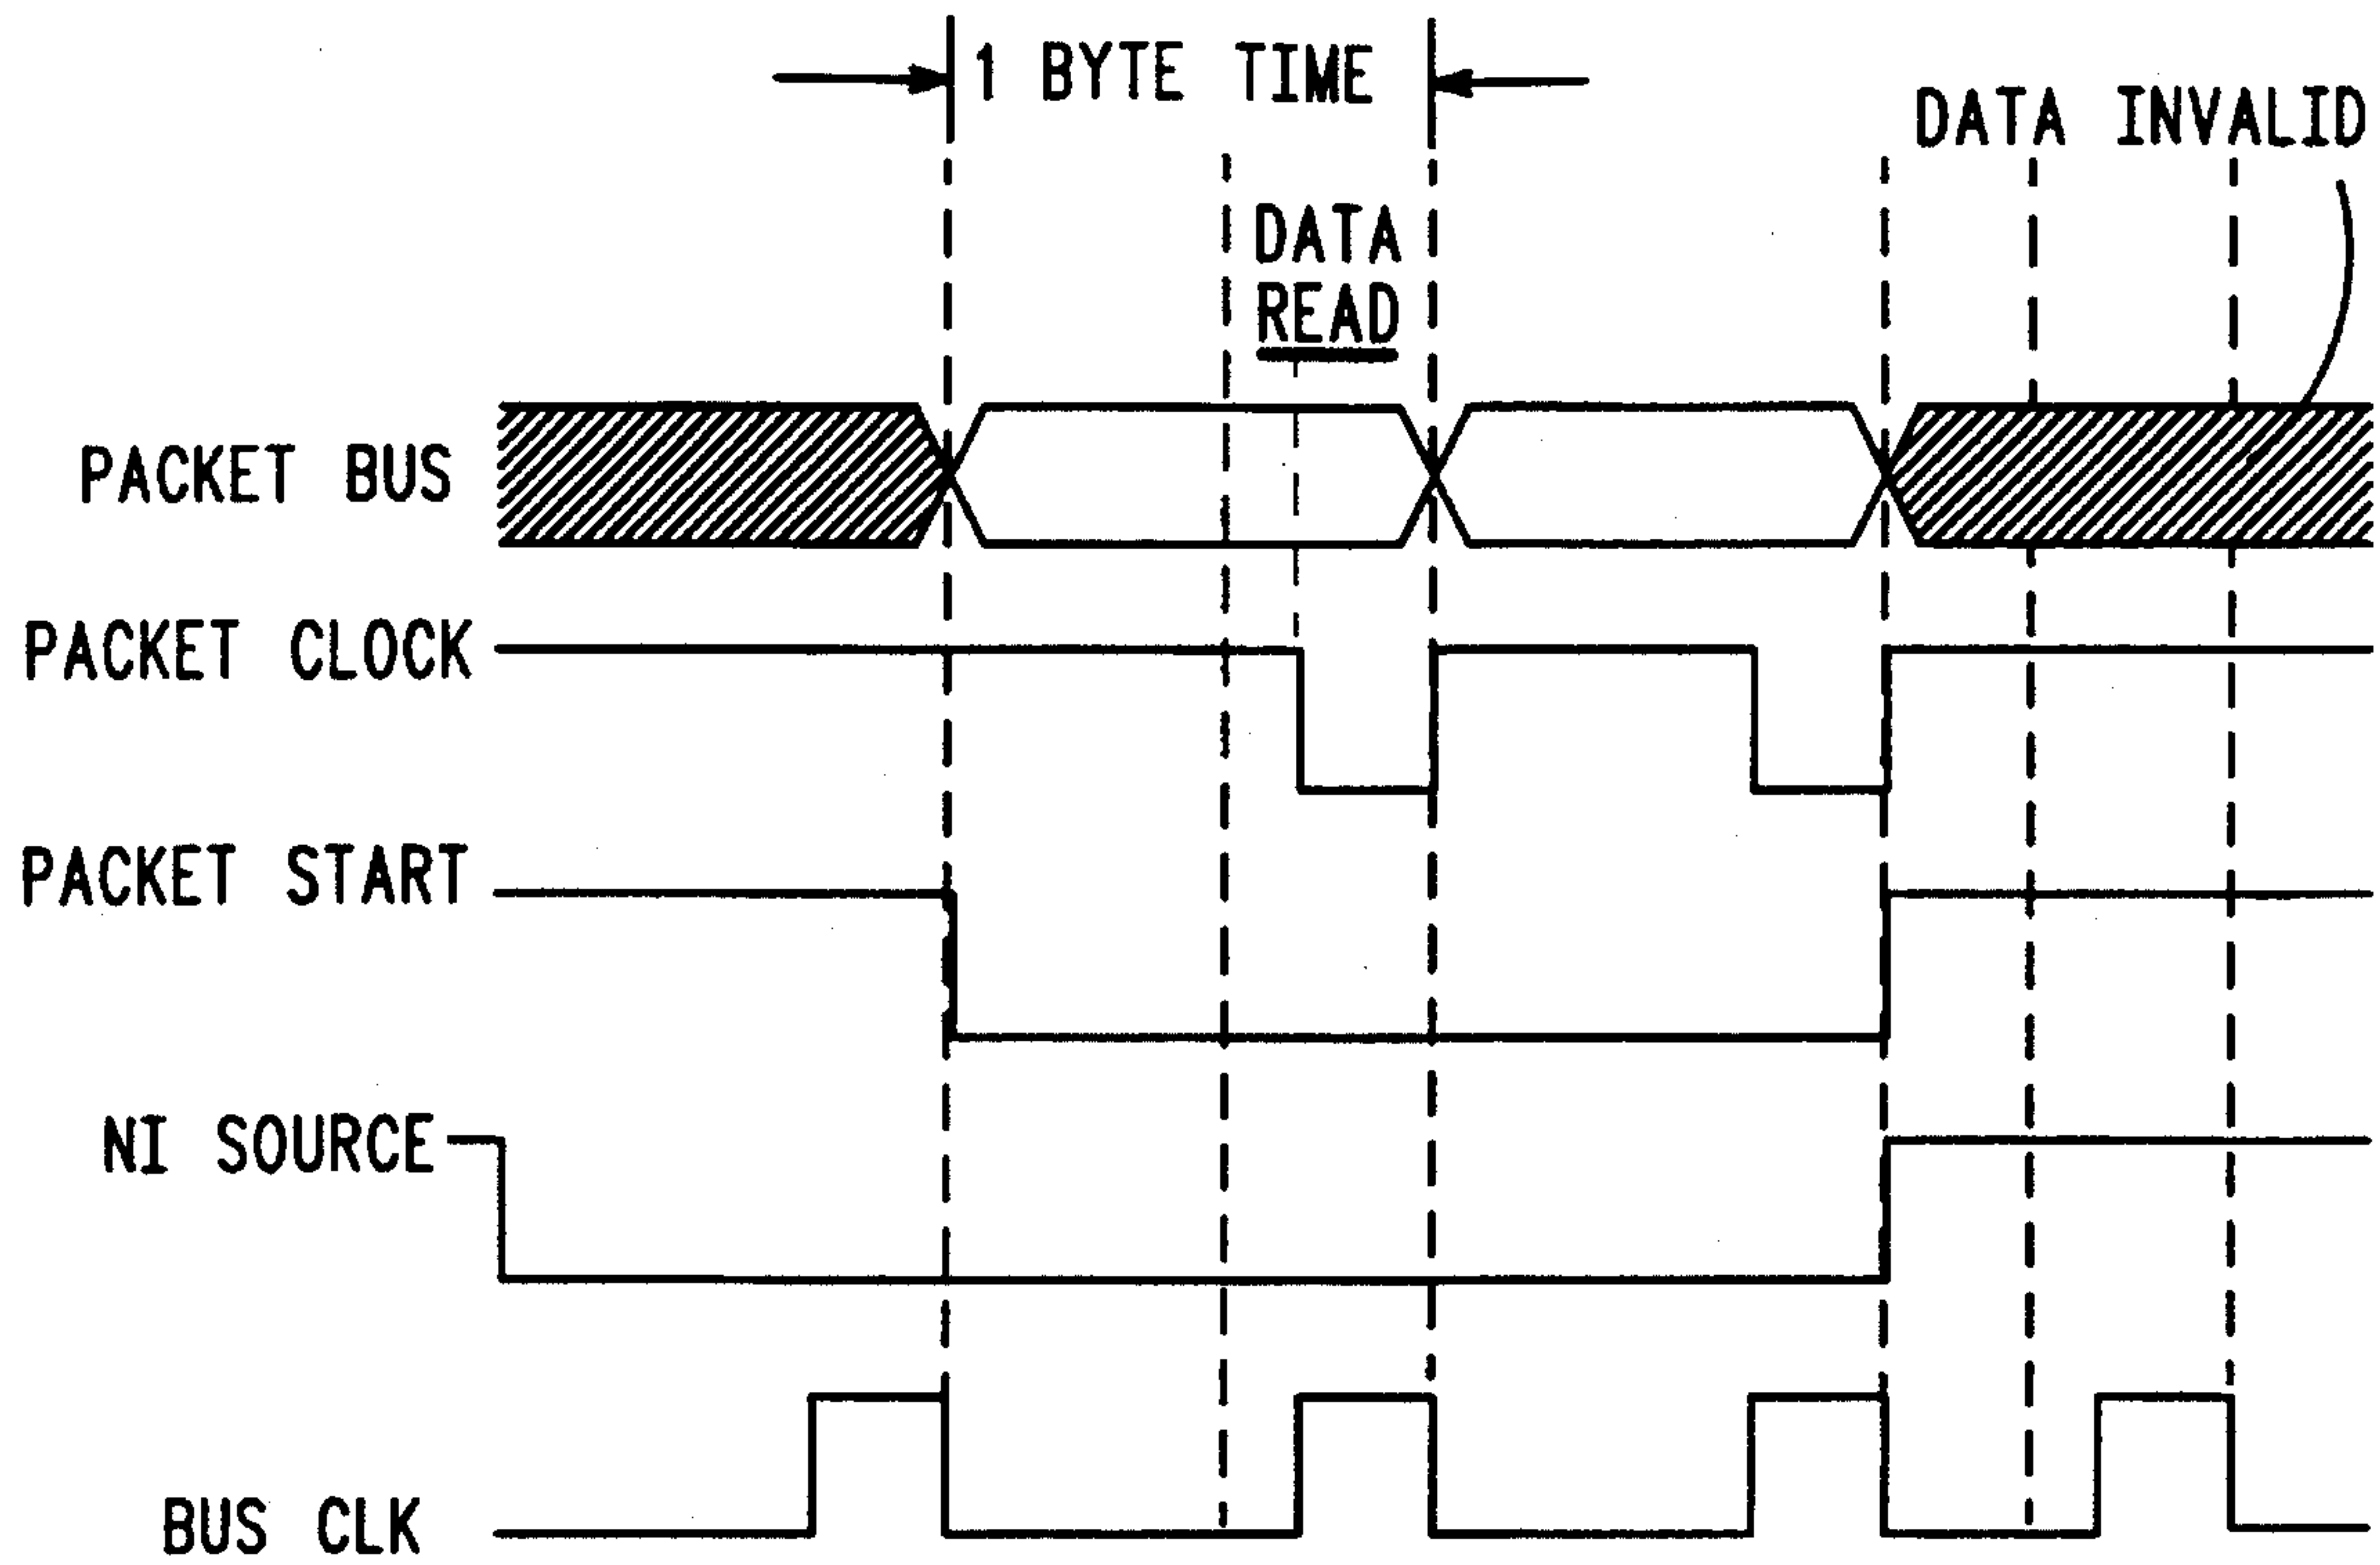 1 BYTE TIME
DATA INVALID
DATA
READ
PACKET BUS
PACKET CLOCK
PACKET START
NI SOURCE
BUS CLK